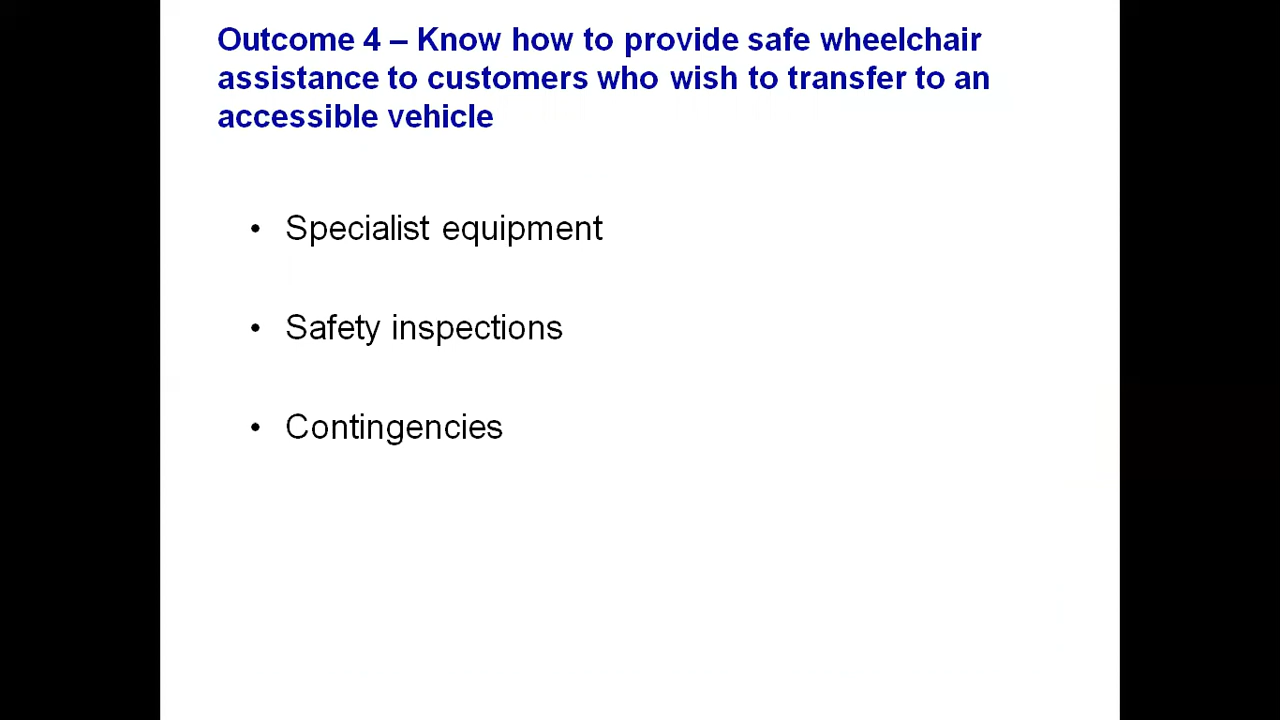 Outcome 4 – Know how to provide safe wheelchair
assistance to customers who wish to transfer to an
accessible vehicle
• Specialist equipment
• Safety inspections
• Contingencies